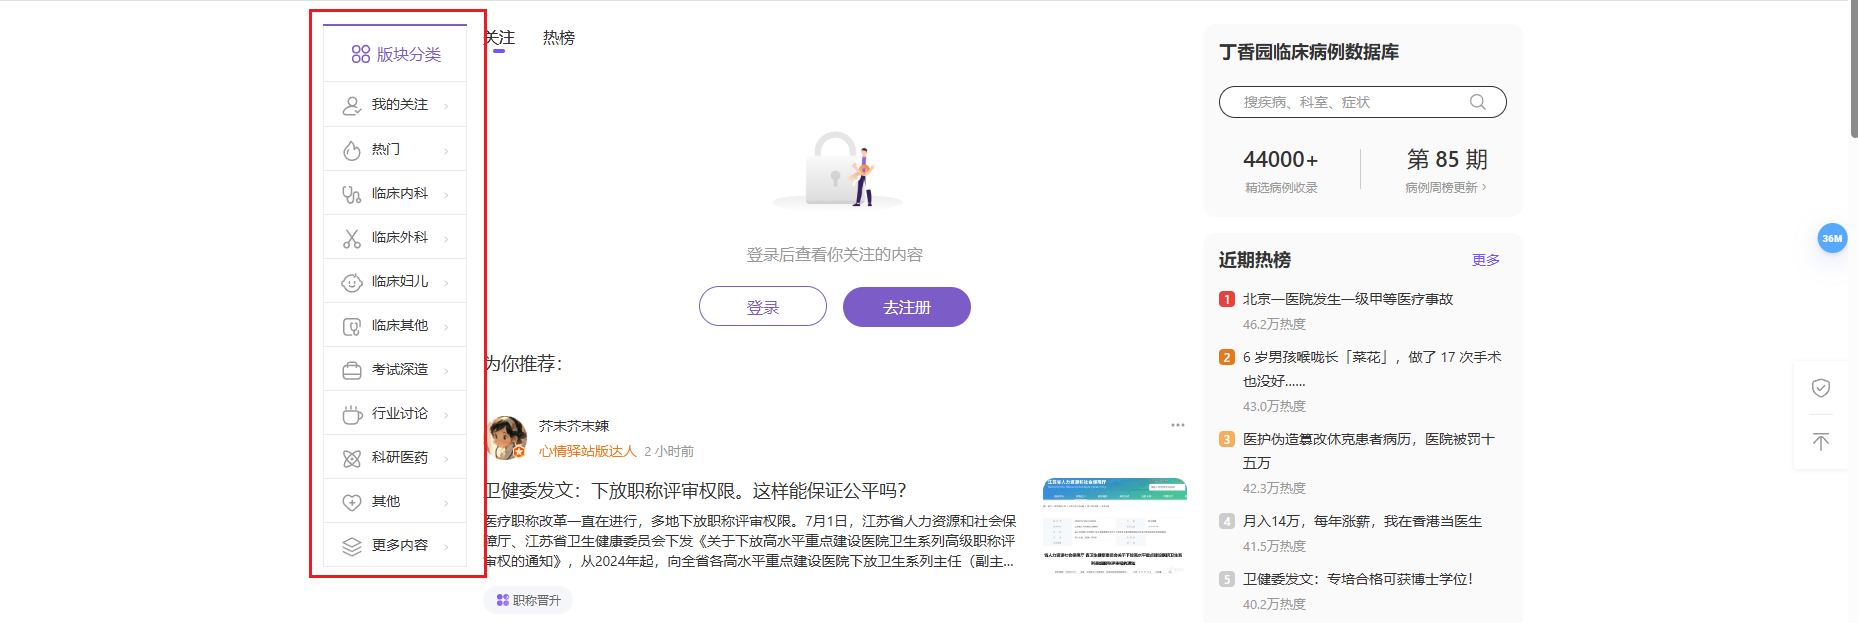 版块分类
我的关注
热门
临床内科
临床外科
临床妇儿
临床其他
考试深造
行业讨论
科研医药
其他
更多内容
关注 热榜
登录后查看你关注的内容
登录 去注册
为你推荐：
芥末芥末辣
心情驿站版达人 2 小时前
卫健委发文：下放职称评审权限。这样能保证公平吗？
医疗职称改革一直在进行，多地下放职称评审权限。7月1日，江苏省人力资源和社会保
障厅、江苏省卫生健康委员会下发《关于下放高水平重点建设医院卫生系列高级职称评
审权的通知》，从2024年起，向全省各高水平重点建设医院下放卫生系列主任（副主...
职称晋升
丁香园临床病例数据库
搜疾病、科室、症状
44000+ 第 85 期
精选病例收录 病例周榜更新 ›
近期热榜 更多
1 北京一医院发生一级甲等医疗事故
46.2万热度
2 6 岁男孩喉咙长「菜花」，做了 17 次手术
也没好......
43.0万热度
3 医护伪造篡改休克患者病历，医院被罚十
五万
42.3万热度
4 月入14万，每年涨薪，我在香港当医生
41.5万热度
5 卫健委发文：专培合格可获博士学位！
40.2万热度
36M